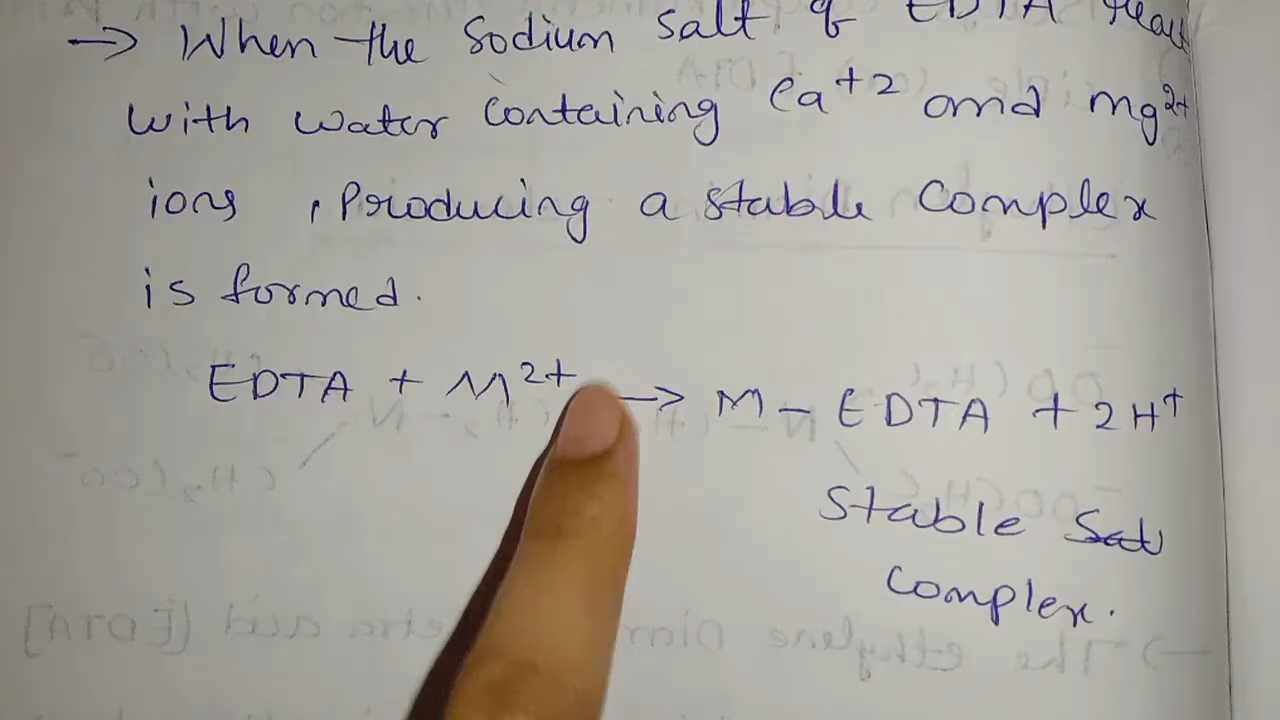 → When the Sodium salt of EDTA reac
with water containing Ca+2 and mg2+
ions, Producing a stable Complex
is formed.
EDTA + M2+ → M - EDTA + 2H+
Stable
Complex.